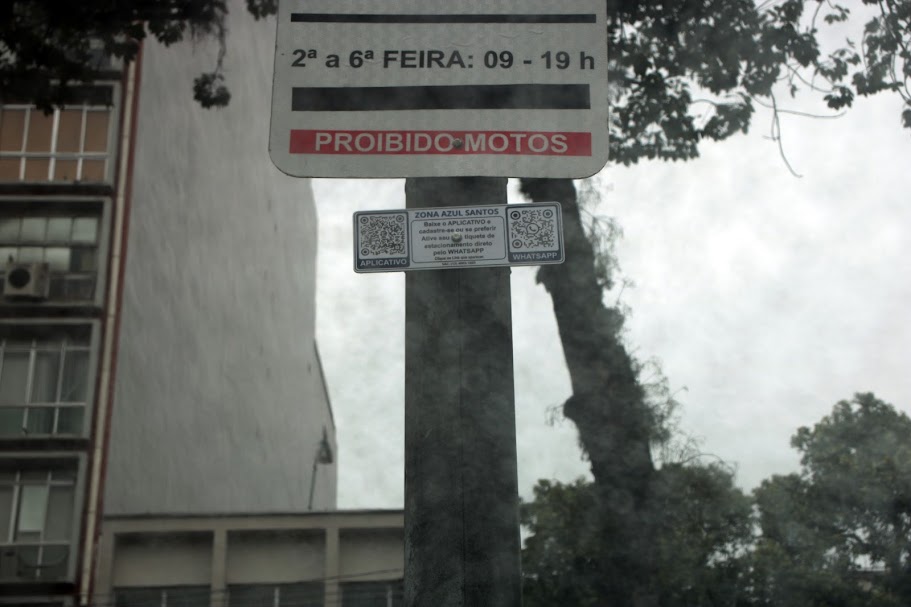 2ª a 6ª FEIRA: 09 - 19 h
PROIBIDO MOTOS
ZONA AZUL SANTOS
Baixe o APLICATIVO e
cadastre-se ou se preferir
Ative seu tíquete de
estacionamento direto
pelo WHATSAPP
APLICATIVO
WHATSAPP